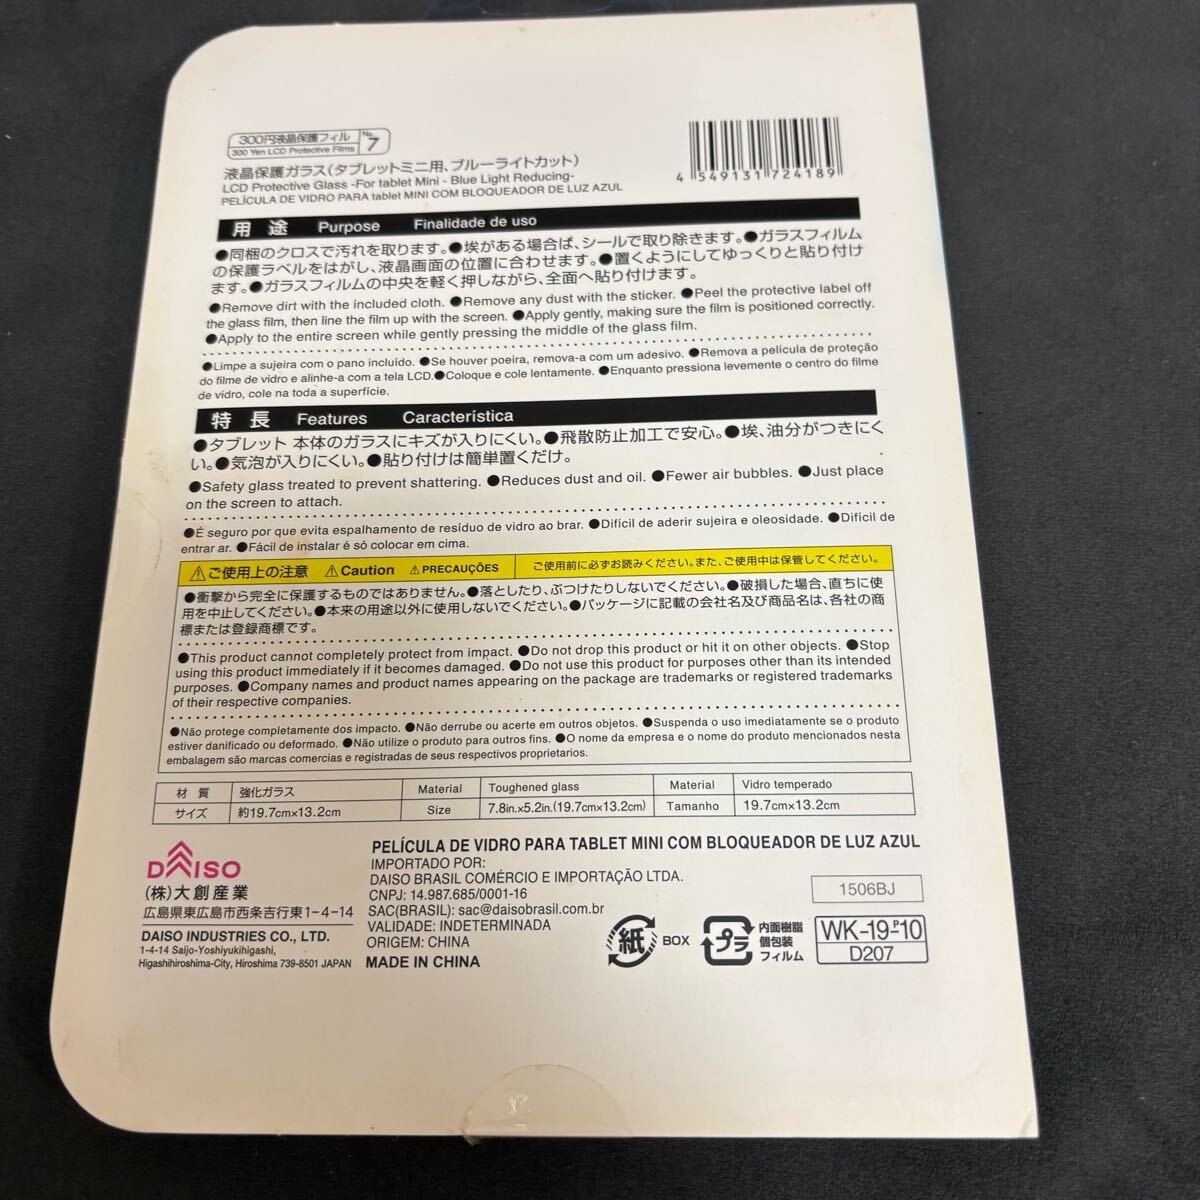 300円液晶保護フィル No. 7
300 Yen LCD Protective Films
液晶保護ガラス(タブレットミニ用、ブルーライトカット)
LCD Protective Glass -For tablet Mini - Blue Light Reducing-
PELÍCULA DE VIDRO PARA tablet MINI COM BLOQUEADOR DE LUZ AZUL
4 549131 724189
用途 Purpose Finalidade de uso
●同梱のクロスで汚れを取ります。●埃がある場合は、シールで取り除きます。●ガラスフィルム
の保護ラベルをはがし、液晶画面の位置に合わせます。●置くようにしてゆっくりと貼り付け
ます。●ガラスフィルムの中央を軽く押しながら、全面へ貼り付けます。
●Remove dirt with the included cloth. ●Remove any dust with the sticker. ●Peel the protective label off
the glass film, then line the film up with the screen. ●Apply gently, making sure the film is positioned correctly.
●Apply to the entire screen while gently pressing the middle of the glass film.
●Limpe a sujeira com o pano incluído. ●Se houver poeira, remova-a com um adesivo. ●Remova a película de proteção
do filme de vidro e alinhe-a com a tela LCD.●Coloque e cole lentamente. ●Enquanto pressiona levemente o centro do filme
de vidro, cole na toda a superfície.
特長 Features Característica
●タブレット 本体のガラスにキズが入りにくい。●飛散防止加工で安心。●埃、油分がつきにく
い。●気泡が入りにくい。●貼り付けは簡単置くだけ。
●Safety glass treated to prevent shattering. ●Reduces dust and oil. ●Fewer air bubbles. ●Just place
on the screen to attach.
●É seguro por que evita espalhamento de resíduo de vidro ao brar. ●Difícil de aderir sujeira e oleosidade. ●Difícil de
entrar ar. ●Fácil de instalar é só colocar em cima.
⚠ご使用上の注意 ⚠Caution ⚠PRECAUÇÕES ご使用前に必ずお読みください。また、ご使用中は保管してください。
●衝撃から完全に保護するものではありません。●落としたり、ぶつけたりしないでください。●破損した場合、直ちに使
用を中止してください。●本来の用途以外に使用しないでください。●パッケージに記載の会社名及び商品名は、各社の商
標または登録商標です。
●This product cannot completely protect from impact. ●Do not drop this product or hit it on other objects. ●Stop
using this product immediately if it becomes damaged. ●Do not use this product for purposes other than its intended
purposes. ●Company names and product names appearing on the package are trademarks or registered trademarks
of their respective companies.
●Não protege completamente dos impacto. ●Não derrube ou acerte em outros objetos. ●Suspenda o uso imediatamente se o produto
estiver danificado ou deformado. ●Não utilize o produto para outros fins. ●O nome da empresa e o nome do produto mencionados nesta
embalagem são marcas comercias e registradas de seus respectivos proprietarios.
材質 強化ガラス Material Toughened glass Material Vidro temperado
サイズ 約19.7cm×13.2cm Size 7.8in.×5.2in.(19.7cm×13.2cm) Tamanho 19.7cm×13.2cm
DAISO
(株)大創産業
広島県東広島市西条吉行東1-4-14
DAISO INDUSTRIES CO., LTD.
1-4-14 Saijo-Yoshiyukihigashi,
Higashihiroshima-City, Hiroshima 739-8501 JAPAN
PELÍCULA DE VIDRO PARA TABLET MINI COM BLOQUEADOR DE LUZ AZUL
IMPORTADO POR:
DAISO BRASIL COMÉRCIO E IMPORTAÇÃO LTDA.
CNPJ: 14.987.685/0001-16
SAC(BRASIL): sac@daisobrasil.com.br
VALIDADE: INDETERMINADA
ORIGEM: CHINA
MADE IN CHINA
1506BJ
紙 BOX
プラ
内面樹脂
個包装
フィルム
WK-19-P10
D207